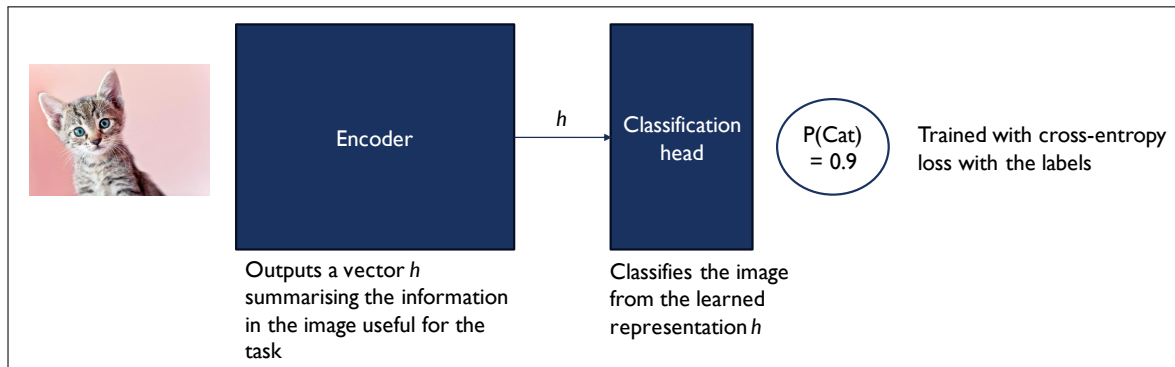 Encoder
h
Classification
head
P(Cat)
= 0.9
Trained with cross-entropy
loss with the labels
Outputs a vector h
summarising the information
in the image useful for the
task
Classifies the image
from the learned
representation h